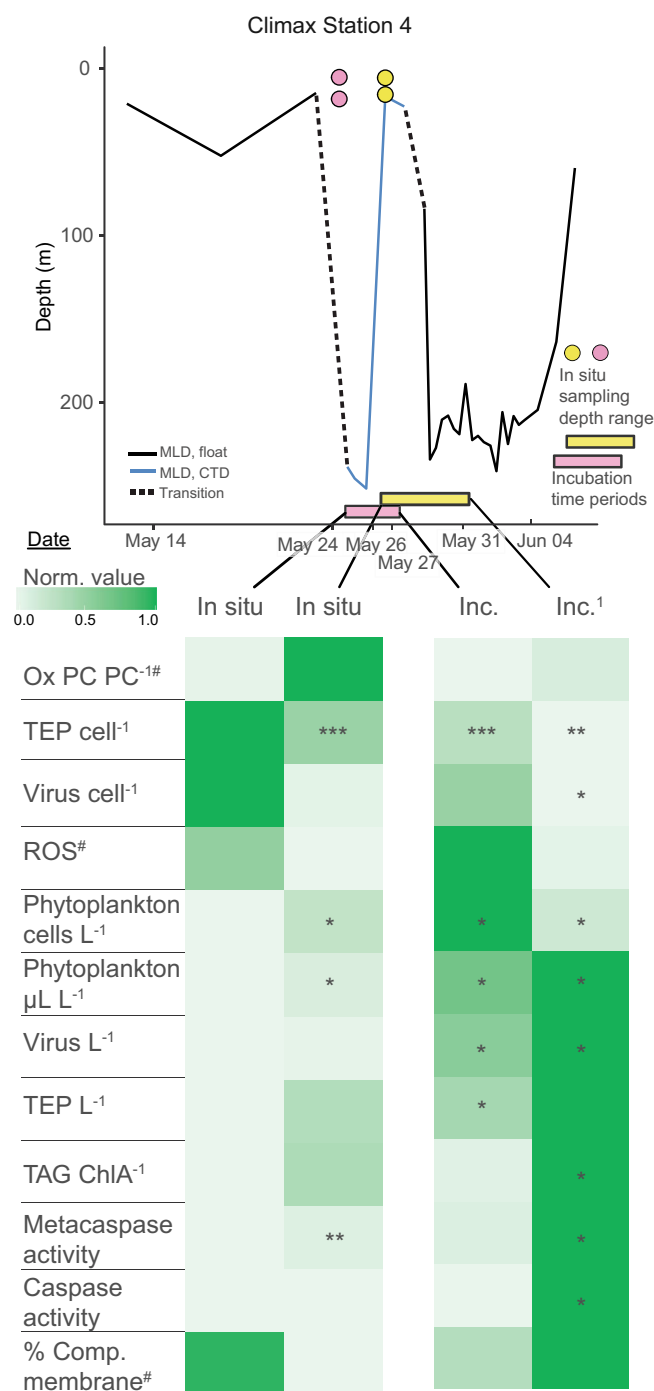 Climax Station 4
0
100
200
Depth (m)
In situ
sampling
depth range
Incubation
time periods
MLD, float
MLD, CTD
Transition
Date
May 14
May 24
May 26
May 27
May 31
Jun 04
Norm. value
0.0 0.5 1.0
In situ In situ Inc. Inc.¹
Ox PC PC⁻¹#
TEP cell⁻¹ *** *** **
Virus cell⁻¹ *
ROS#
Phytoplankton
cells L⁻¹ * * *
Phytoplankton
µL L⁻¹ * * *
Virus L⁻¹ * *
TEP L⁻¹ *
TAG ChlA⁻¹ *
Metacaspase
activity ** *
Caspase
activity *
% Comp.
membrane#